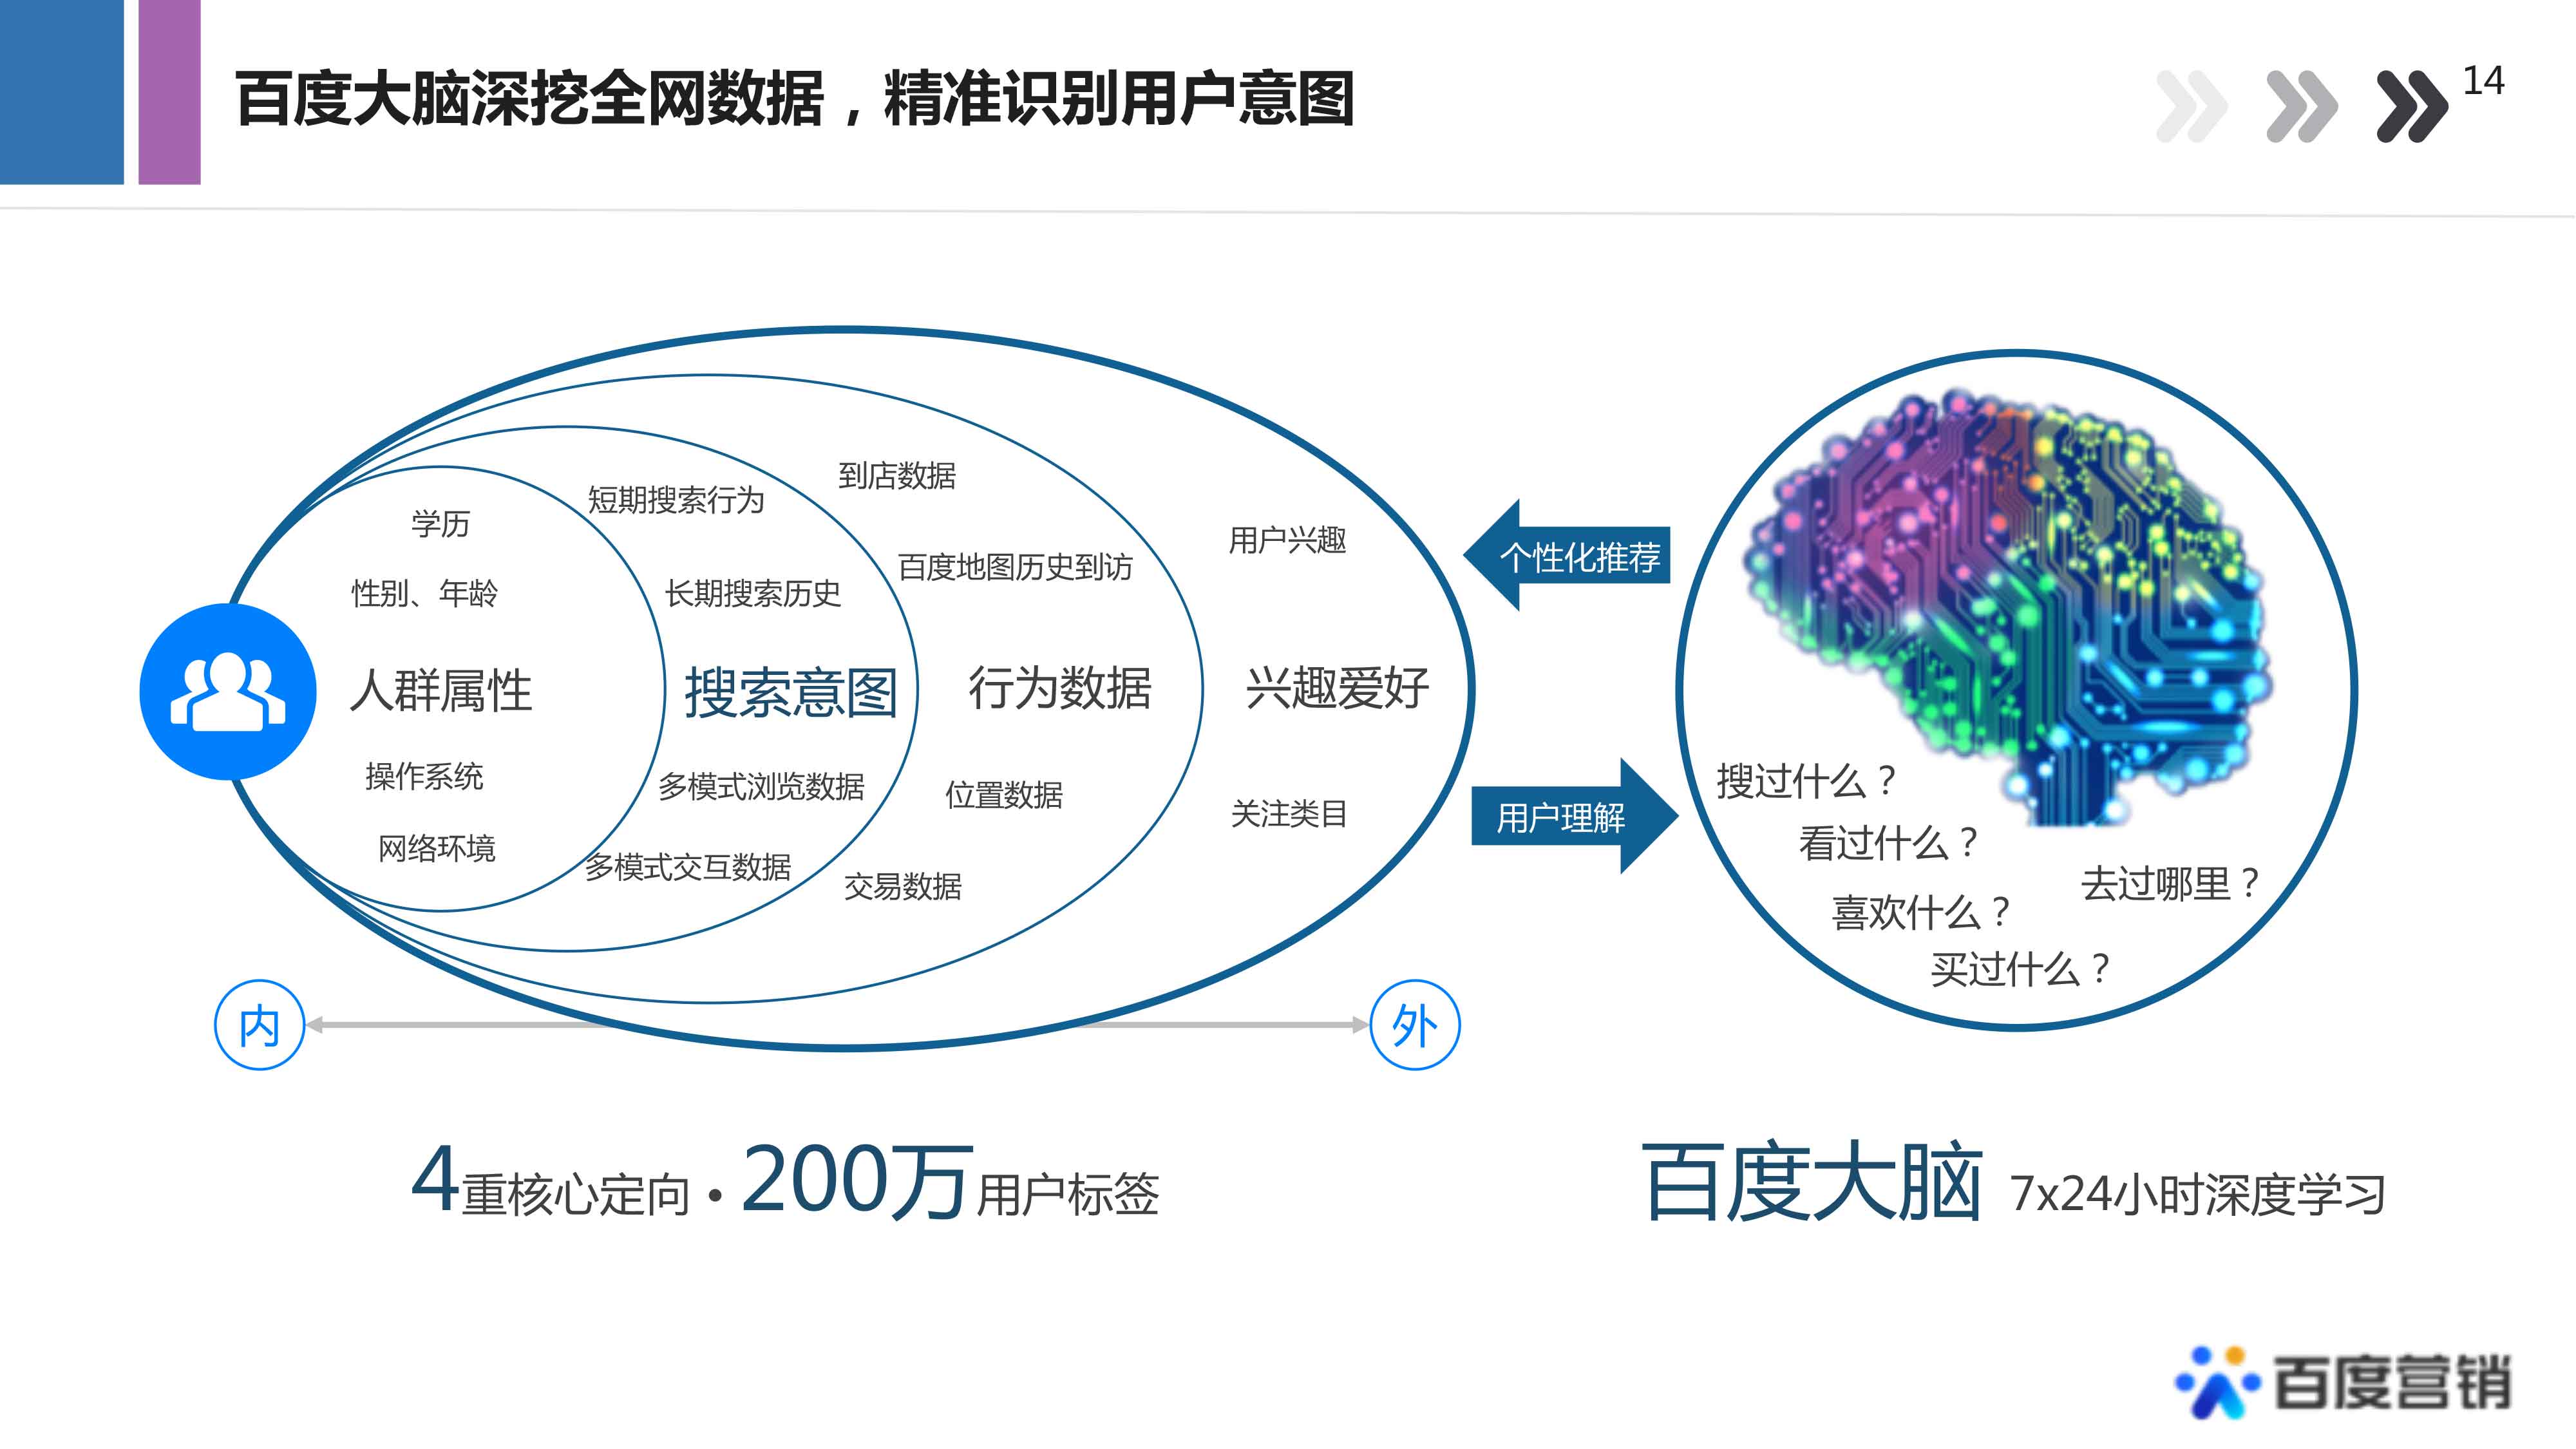 百度大脑深挖全网数据，精准识别用户意图
14
学历
性别、年龄
人群属性
操作系统
网络环境
短期搜索行为
长期搜索历史
搜索意图
多模式浏览数据
多模式交互数据
到店数据
百度地图历史到访
行为数据
位置数据
交易数据
用户兴趣
兴趣爱好
关注类目
内
外
个性化推荐
用户理解
搜过什么？
看过什么？
去过哪里？
喜欢什么？
买过什么？
4重核心定向·200万用户标签
百度大脑 7x24小时深度学习
百度营销